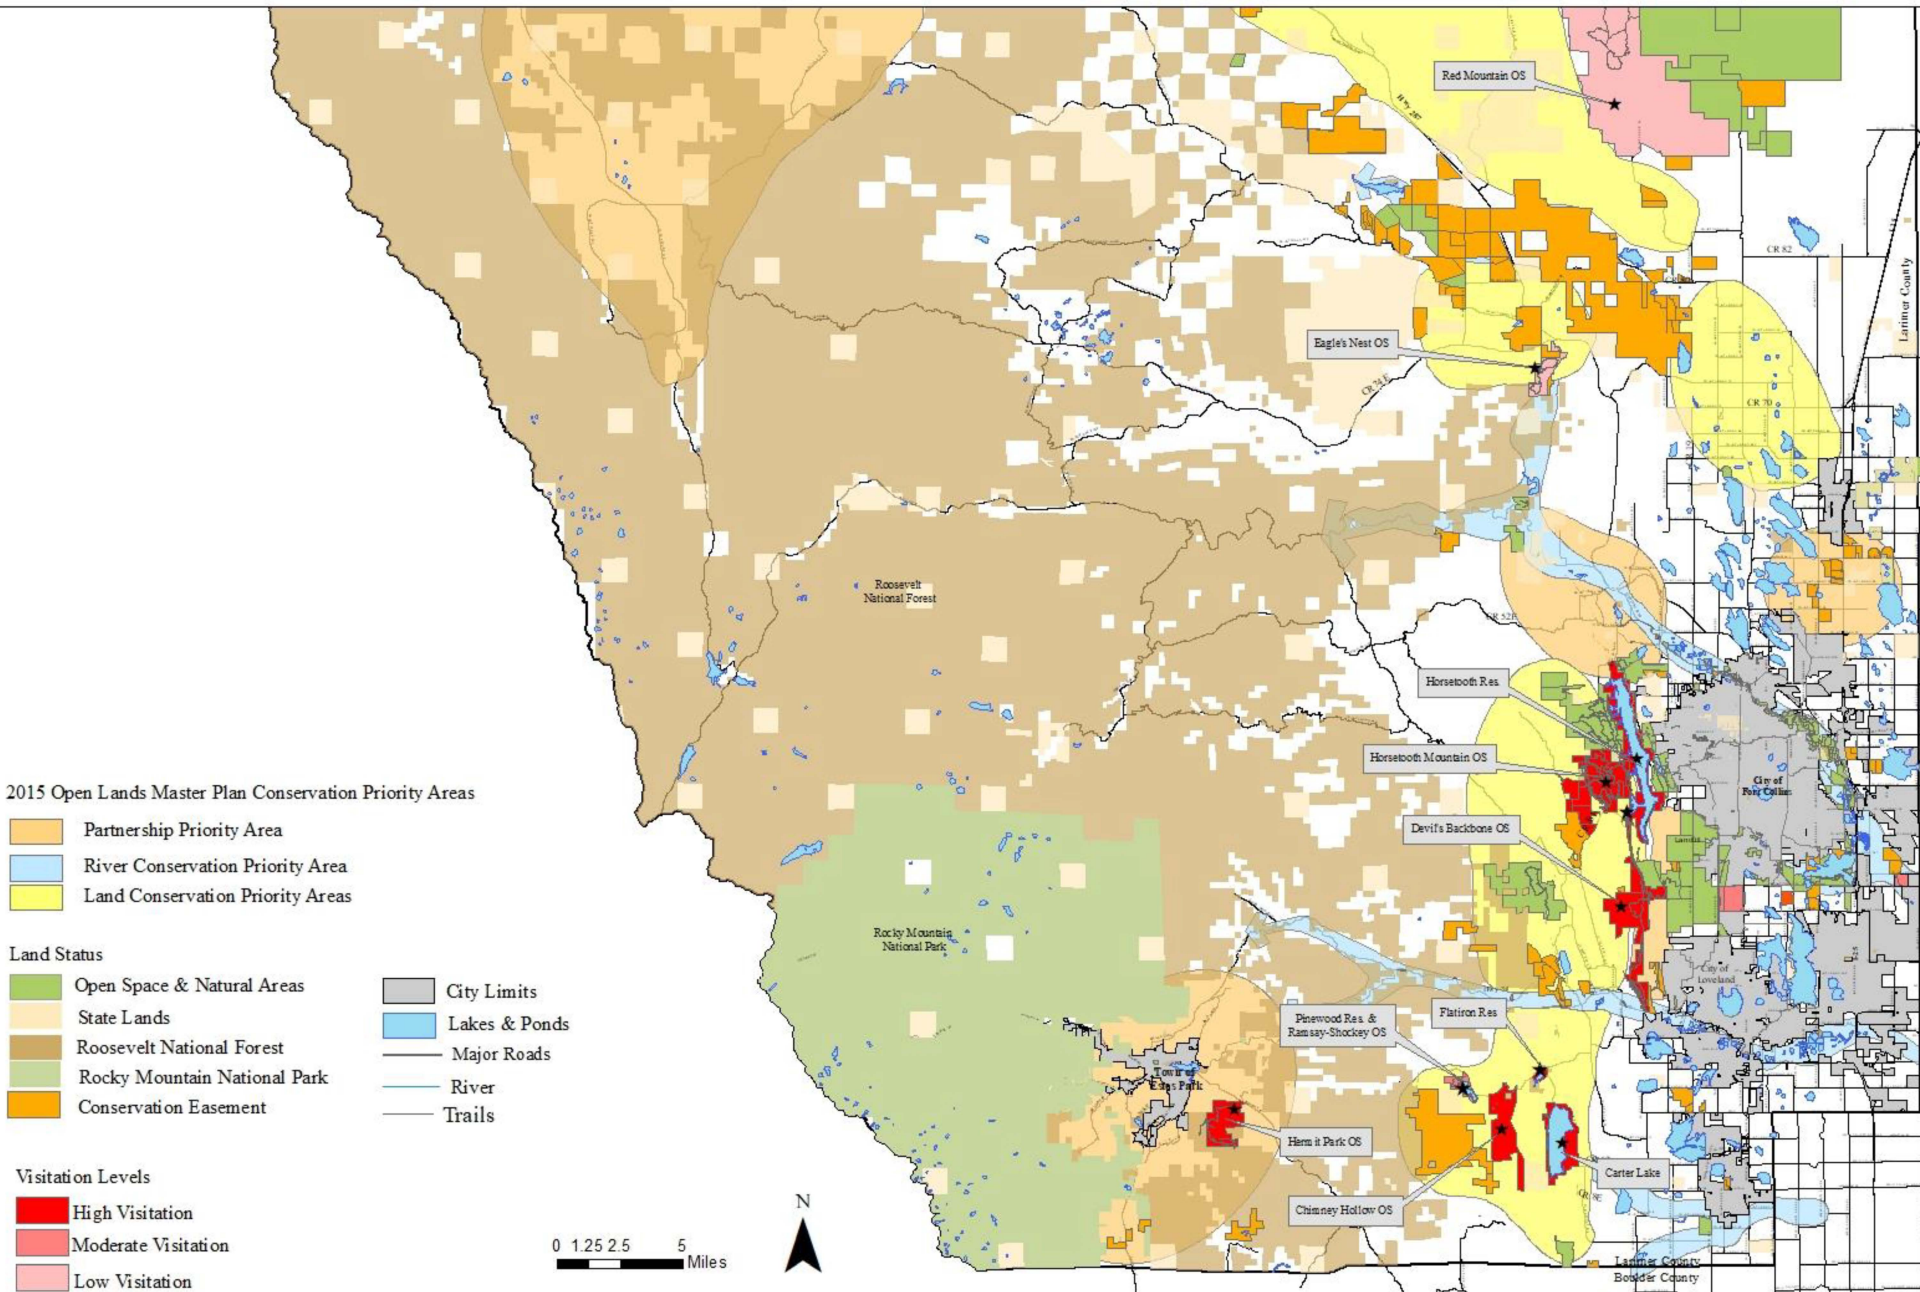 Red Mountain OS
Hwy 287
CR 82
Larimer County
Eagle's Nest OS
CR 74 E
CR 70
Roosevelt
National Forest
CR 52E
Horsetooth Res.
Horsetooth Mountain OS
City of
Fort Collins
Devil's Backbone OS
Rocky Mountain
National Park
City of
Loveland
Pinewood Res. &
Ramsay-Shockey OS
Flatiron Res
Town of
Estes Park
Hermit Park OS
Carter Lake
CR 8E
Chimney Hollow OS
Larimer County
Boulder County
2015 Open Lands Master Plan Conservation Priority Areas
Partnership Priority Area
River Conservation Priority Area
Land Conservation Priority Areas
Land Status
Open Space & Natural Areas
State Lands
Roosevelt National Forest
Rocky Mountain National Park
Conservation Easement
City Limits
Lakes & Ponds
Major Roads
River
Trails
Visitation Levels
High Visitation
Moderate Visitation
Low Visitation
N
0 1.25 2.5 5
Miles